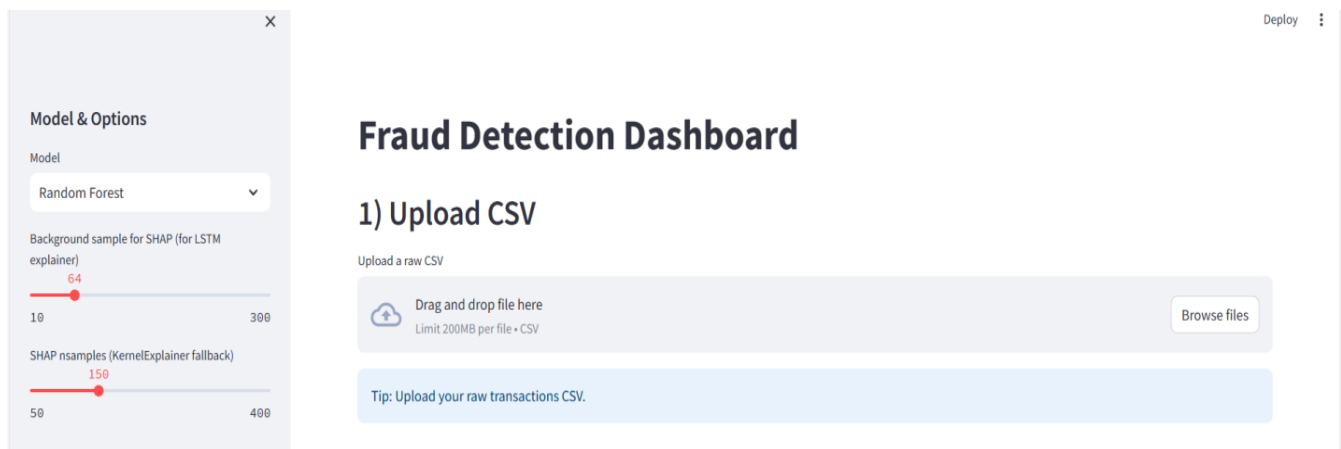 Deploy
Model & Options
Model
Random Forest
Background sample for SHAP (for LSTM
explainer)
64
10 300
SHAP nsamples (KernelExplainer fallback)
150
50 400
Fraud Detection Dashboard
1) Upload CSV
Upload a raw CSV
Drag and drop file here
Limit 200MB per file • CSV
Browse files
Tip: Upload your raw transactions CSV.